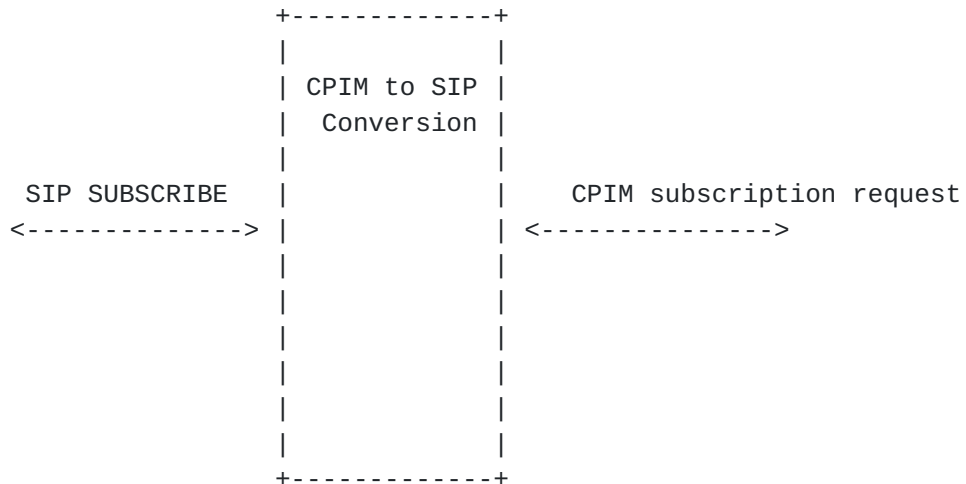 +-------------+
|             |
| CPIM to SIP |
|  Conversion |
|             |
SIP SUBSCRIBE   |             |    CPIM subscription request
<--------------> |             | <--------------->
|             |
|             |
|             |
|             |
|             |
|             |
+-------------+